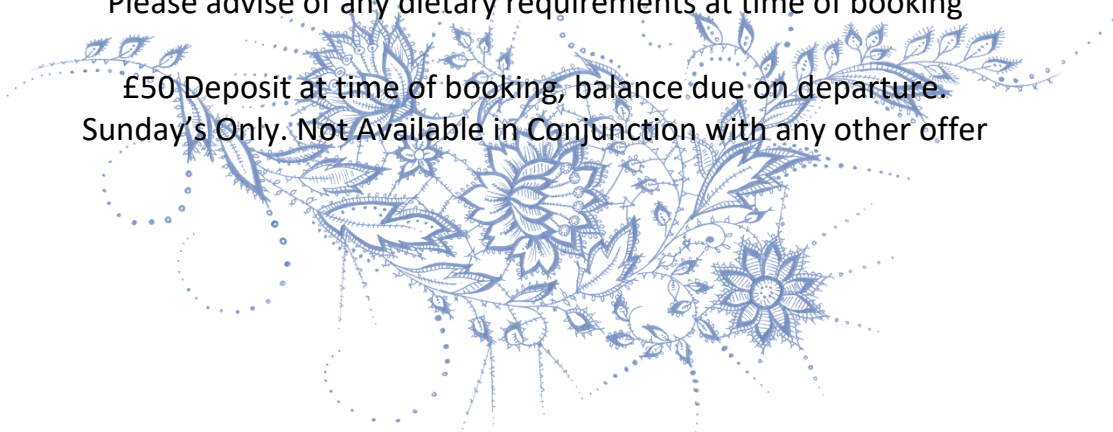 Please advise of any dietary requirements at time of booking
£50 Deposit at time of booking, balance due on departure.
Sunday's Only. Not Available in Conjunction with any other offer